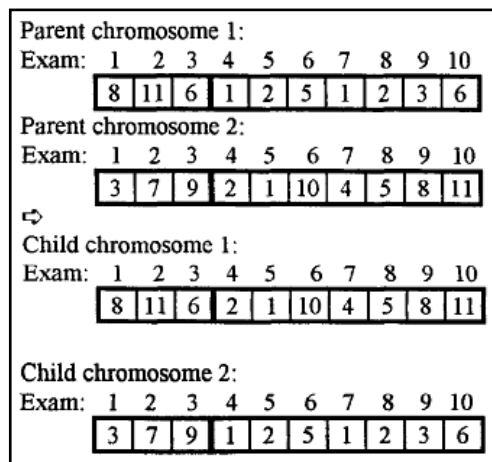 Parent chromosome 1:
Exam: 1 2 3 4 5 6 7 8 9 10
8 11 6 1 2 5 1 2 3 6
Parent chromosome 2:
Exam: 1 2 3 4 5 6 7 8 9 10
3 7 9 2 1 10 4 5 8 11
⇨
Child chromosome 1:
Exam: 1 2 3 4 5 6 7 8 9 10
8 11 6 2 1 10 4 5 8 11
Child chromosome 2:
Exam: 1 2 3 4 5 6 7 8 9 10
3 7 9 1 2 5 1 2 3 6